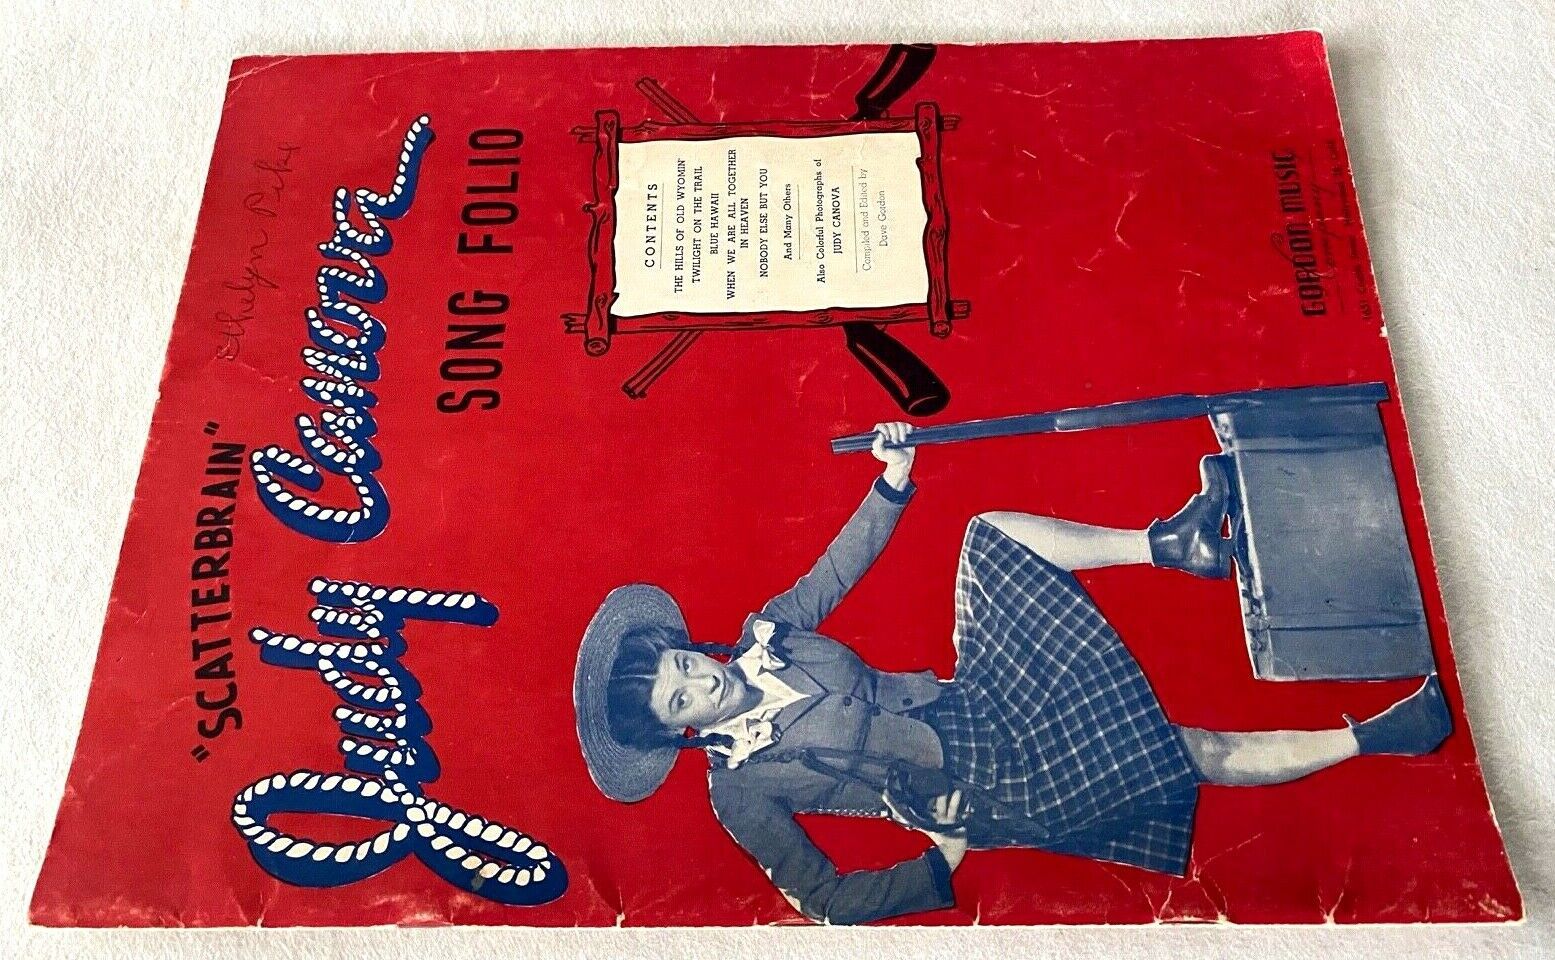 "SCATTERBRAIN"
Judy Canova
SONG FOLIO
CONTENTS
THE HILLS OF OLD WYOMIN'
TWILIGHT ON THE TRAIL
BLUE HAWAII
WHEN WE ARE ALL TOGETHER
IN HEAVEN
NOBODY ELSE BUT YOU
And Many Others
Also Colorful Photographs of
JUDY CANOVA
Compiled and Edited by
Dave Gordon
GORDON MUSIC